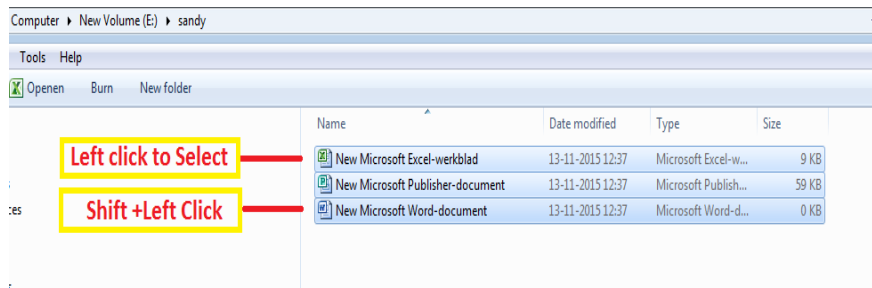 Computer ▸ New Volume (E:) ▸ sandy
Tools Help
Openen Burn New folder
Name Date modified Type Size
Left click to Select
New Microsoft Excel-werkblad 13-11-2015 12:37 Microsoft Excel-w... 9 KB
New Microsoft Publisher-document 13-11-2015 12:37 Microsoft Publish... 59 KB
ces
Shift +Left Click
New Microsoft Word-document 13-11-2015 12:37 Microsoft Word-d... 0 KB